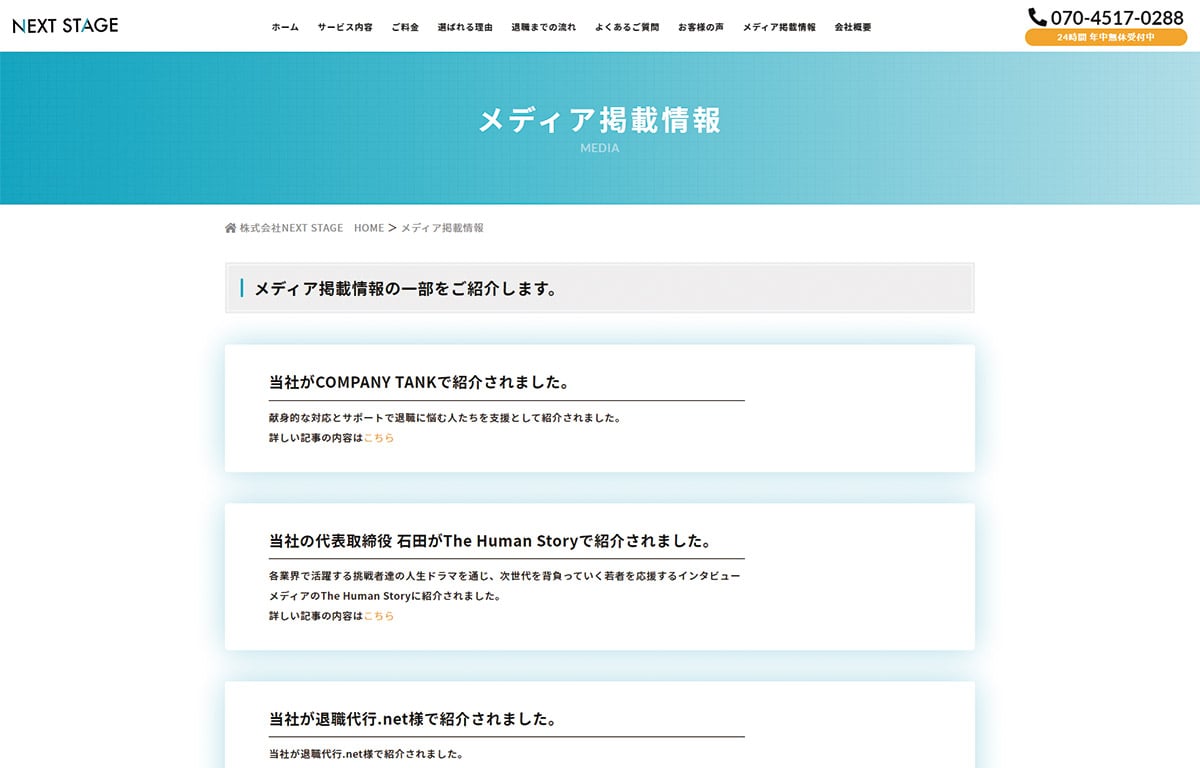 NEXT STAGE
ホーム サービス内容 ご料金 選ばれる理由 退職までの流れ よくあるご質問 お客様の声 メディア掲載情報 会社概要
070-4517-0288
24時間 年中無休受付中
メディア掲載情報
MEDIA
株式会社NEXT STAGE HOME > メディア掲載情報
メディア掲載情報の一部をご紹介します。
当社がCOMPANY TANKで紹介されました。
献身的な対応とサポートで退職に悩む人たちを支援として紹介されました。
詳しい記事の内容はこちら
当社の代表取締役 石田がThe Human Storyで紹介されました。
各業界で活躍する挑戦者達の人生ドラマを通じ、次世代を背負っていく若者を応援するインタビュー
メディアのThe Human Storyに紹介されました。
詳しい記事の内容はこちら
当社が退職代行.net様で紹介されました。
当社が退職代行.net様で紹介されました。